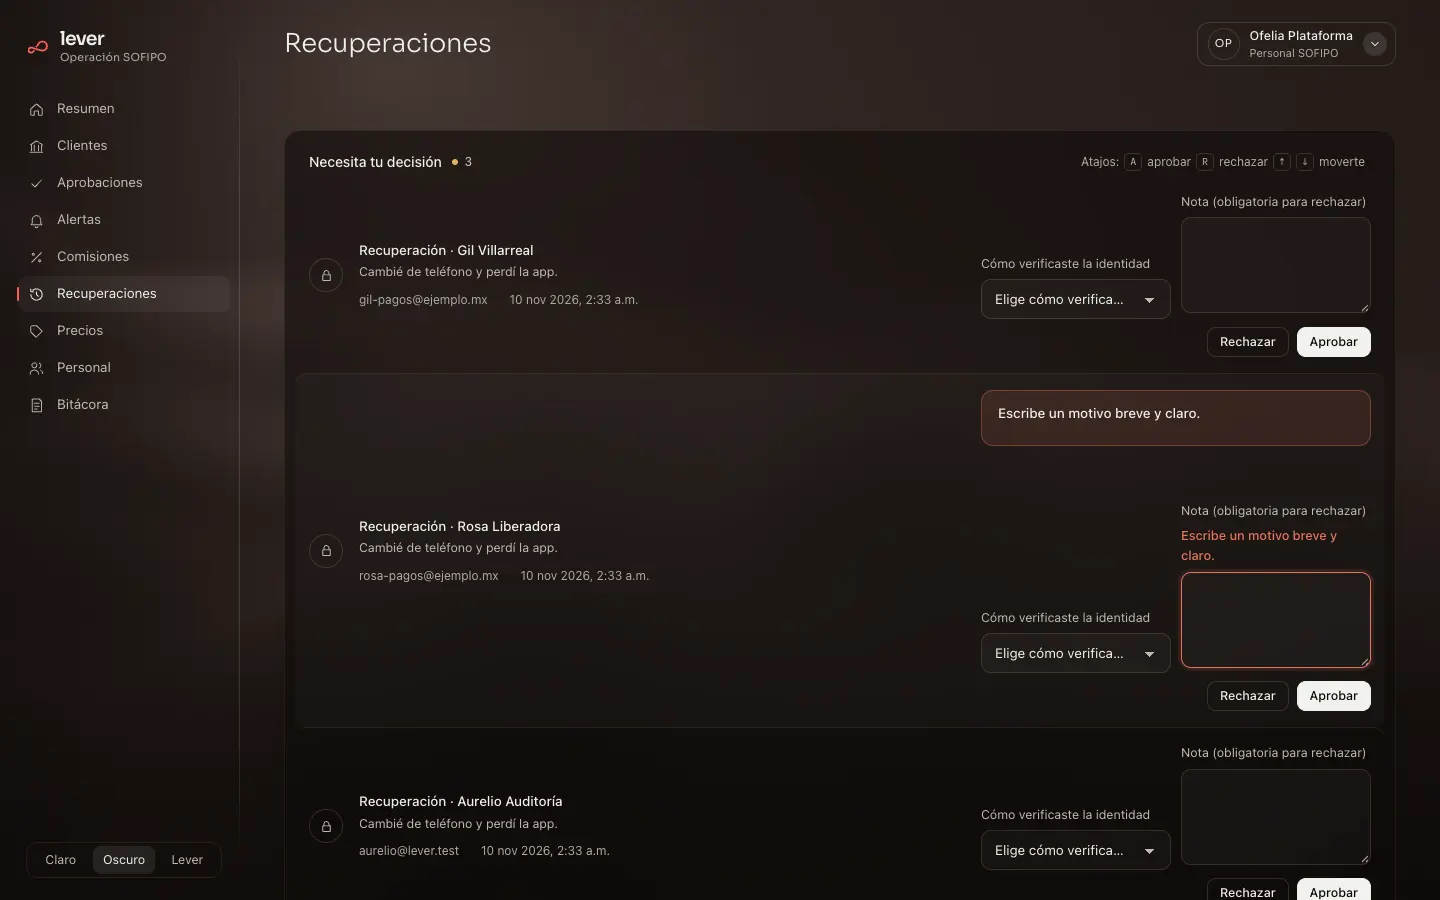 lever
Operación SOFIPO
Resumen
Clientes
Aprobaciones
Alertas
Comisiones
Recuperaciones
Precios
Personal
Bitácora
Claro Oscuro Lever
Recuperaciones
OP
Ofelia Plataforma
Personal SOFIPO
Necesita tu decisión 3
Atajos: A aprobar R rechazar ↑ ↓ moverte
Recuperación · Gil Villarreal
Cambié de teléfono y perdí la app.
gil-pagos@ejemplo.mx 10 nov 2026, 2:33 a.m.
Cómo verificaste la identidad
Elige cómo verifica...
Nota (obligatoria para rechazar)
Rechazar Aprobar
Escribe un motivo breve y claro.
Recuperación · Rosa Liberadora
Cambié de teléfono y perdí la app.
rosa-pagos@ejemplo.mx 10 nov 2026, 2:33 a.m.
Cómo verificaste la identidad
Elige cómo verifica...
Nota (obligatoria para rechazar)
Escribe un motivo breve y
claro.
Rechazar Aprobar
Recuperación · Aurelio Auditoría
Cambié de teléfono y perdí la app.
aurelio@lever.test 10 nov 2026, 2:33 a.m.
Cómo verificaste la identidad
Elige cómo verifica...
Nota (obligatoria para rechazar)
Rechazar Aprobar